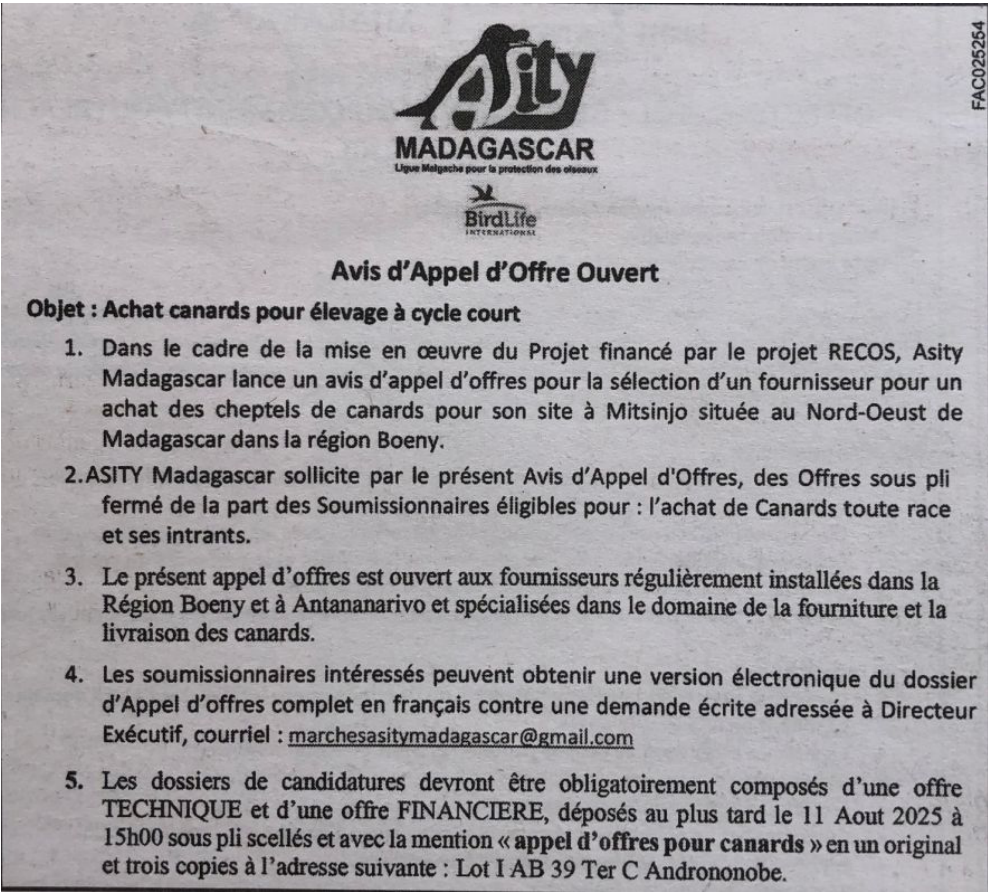 FAC025254
Asity
MADAGASCAR
Ligue Malgache pour la protection des oiseaux
BirdLife
INTERNATIONAL
Avis d'Appel d'Offre Ouvert
Objet : Achat canards pour élevage à cycle court
1. Dans le cadre de la mise en œuvre du Projet financé par le projet RECOS, Asity
Madagascar lance un avis d'appel d'offres pour la sélection d'un fournisseur pour un
achat des cheptels de canards pour son site à Mitsinjo située au Nord-Oeust de
Madagascar dans la région Boeny.
2.ASITY Madagascar sollicite par le présent Avis d'Appel d'Offres, des Offres sous pli
fermé de la part des Soumissionnaires éligibles pour : l'achat de Canards toute race
et ses intrants.
3. Le présent appel d'offres est ouvert aux fournisseurs régulièrement installées dans la
Région Boeny et à Antananarivo et spécialisées dans le domaine de la fourniture et la
livraison des canards.
4. Les soumissionnaires intéressés peuvent obtenir une version électronique du dossier
d'Appel d'offres complet en français contre une demande écrite adressée à Directeur
Exécutif, courriel : marchesasitymadagascar@gmail.com
5. Les dossiers de candidatures devront être obligatoirement composés d'une offre
TECHNIQUE et d'une offre FINANCIERE, déposés au plus tard le 11 Aout 2025 à
15h00 sous pli scellés et avec la mention « appel d'offres pour canards » en un original
et trois copies à l'adresse suivante : Lot I AB 39 Ter C Andrononobe.